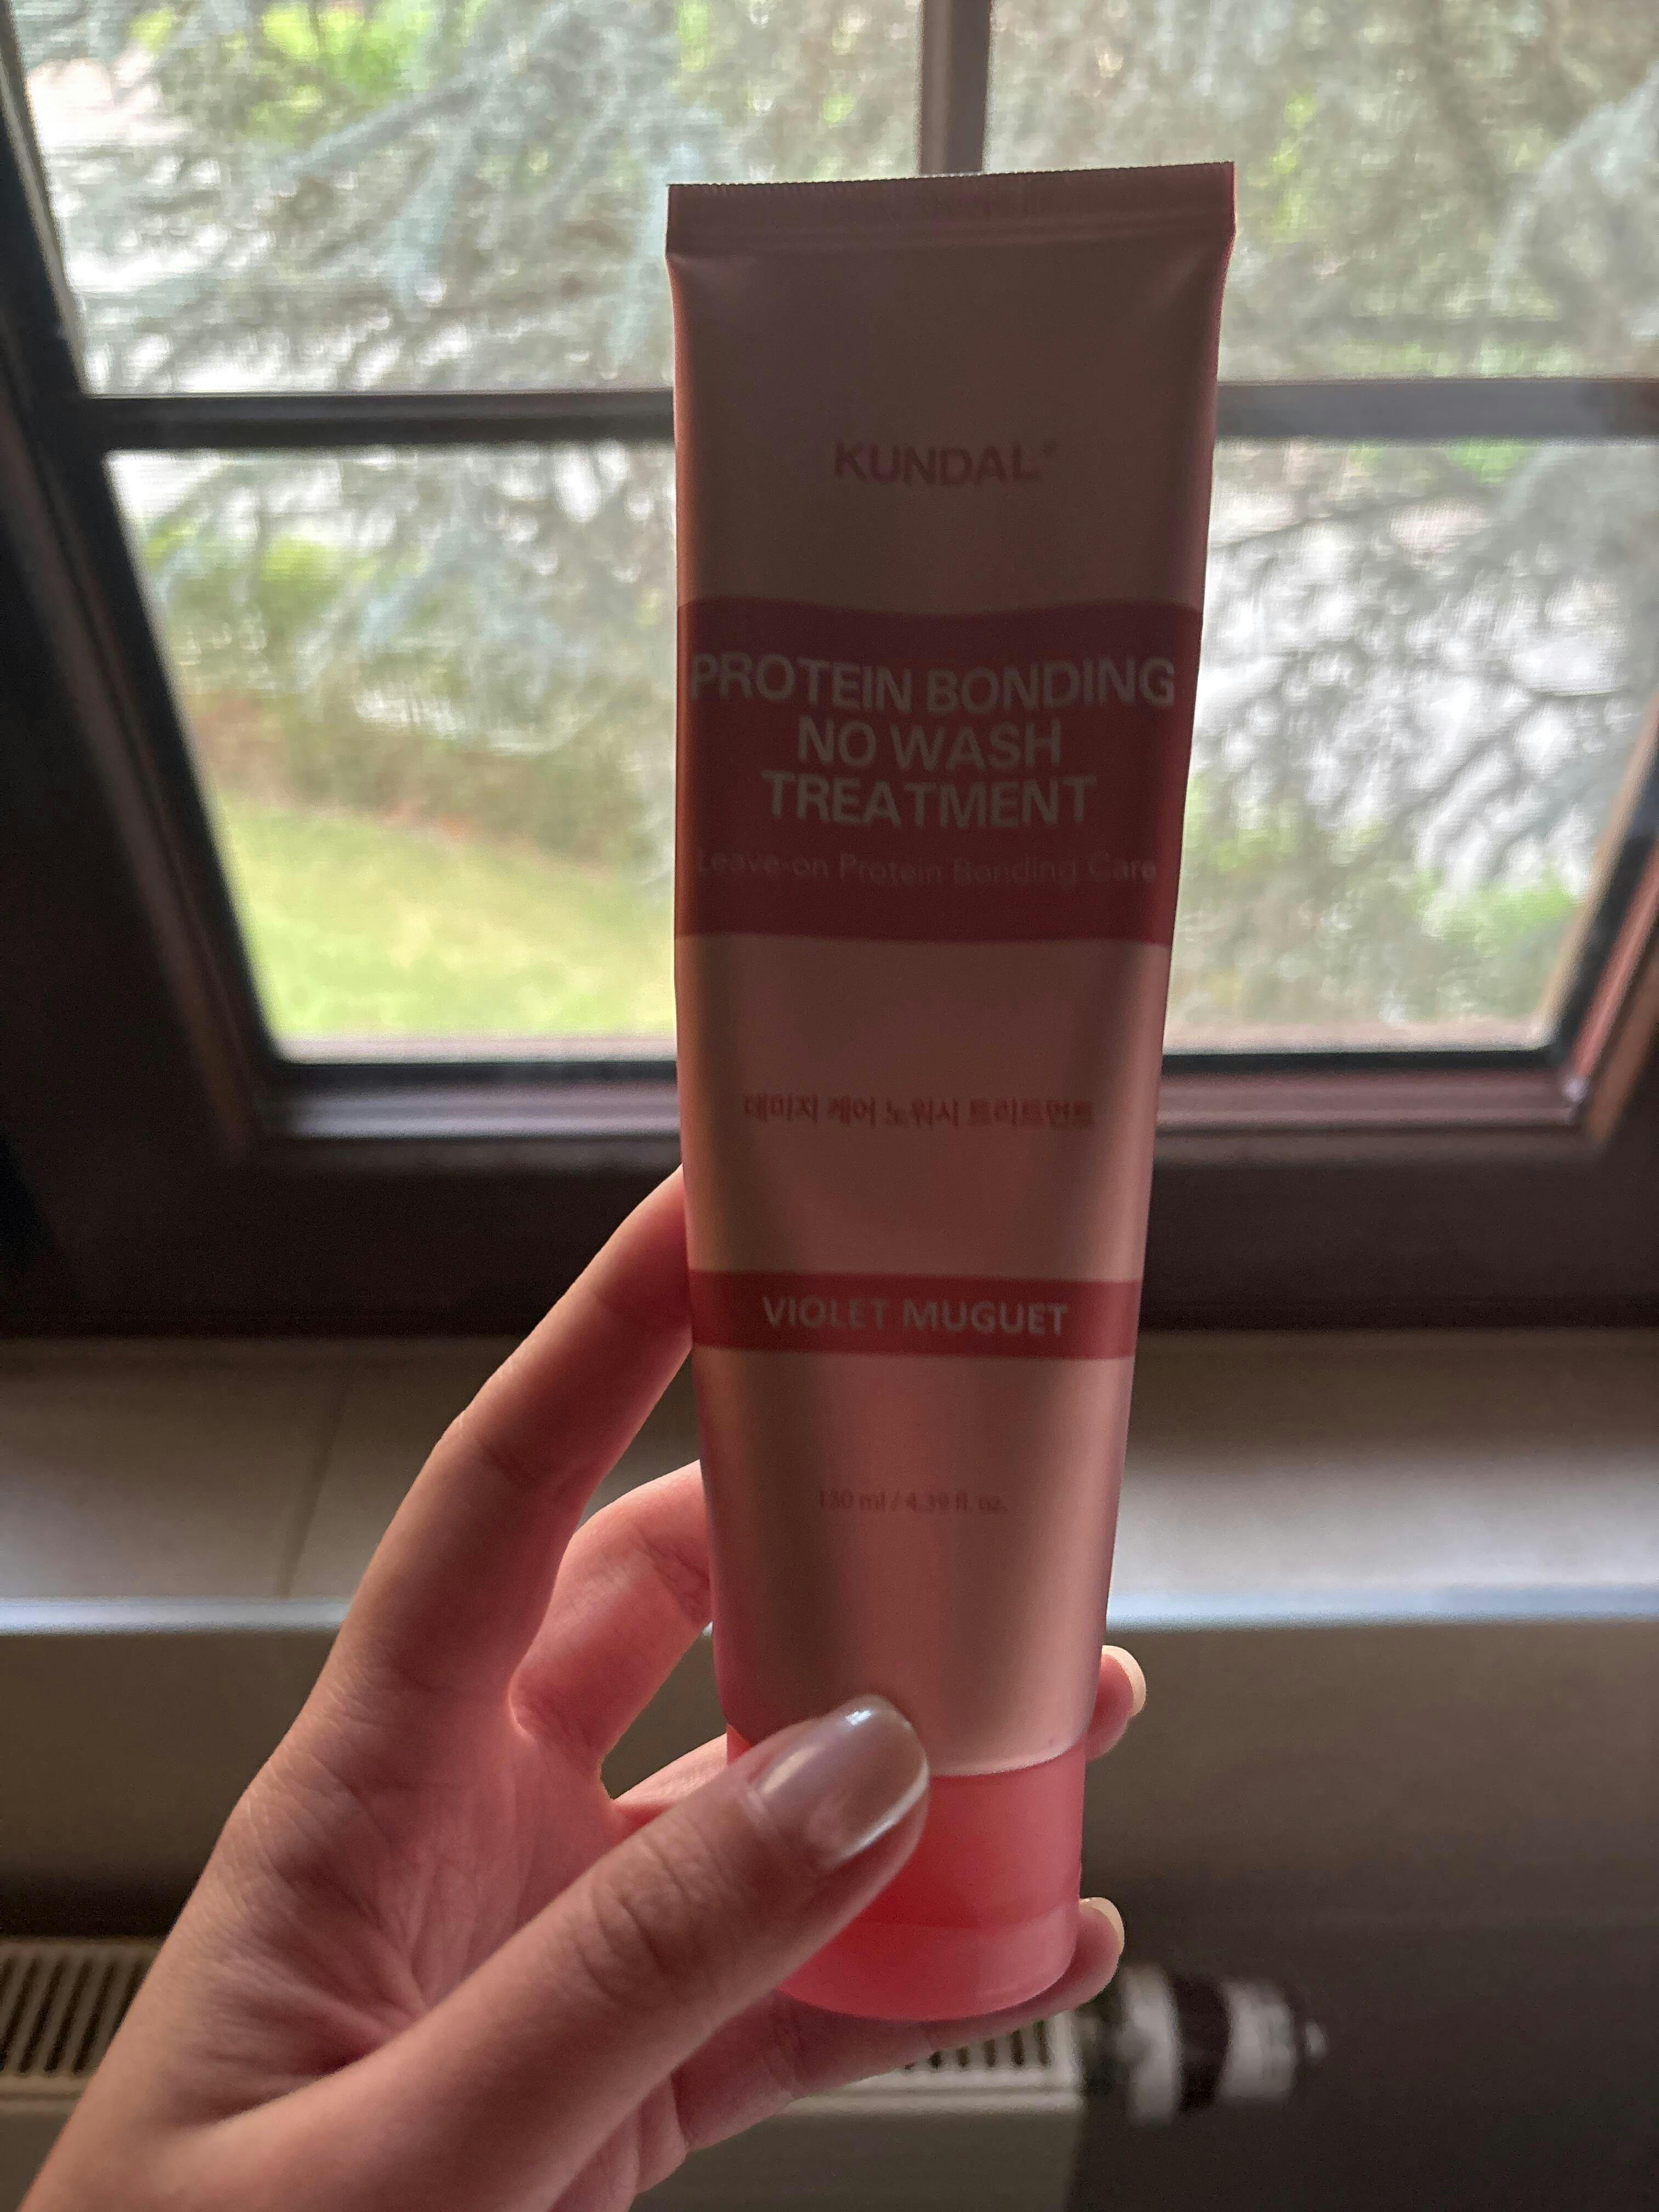 KUNDAL®
PROTEIN BONDING
NO WASH
TREATMENT
Leave-on Protein Bonding Care
데미지 케어 노워시 트리트먼트
VIOLET MUGUET
130 ml / 4.39 fl. oz.